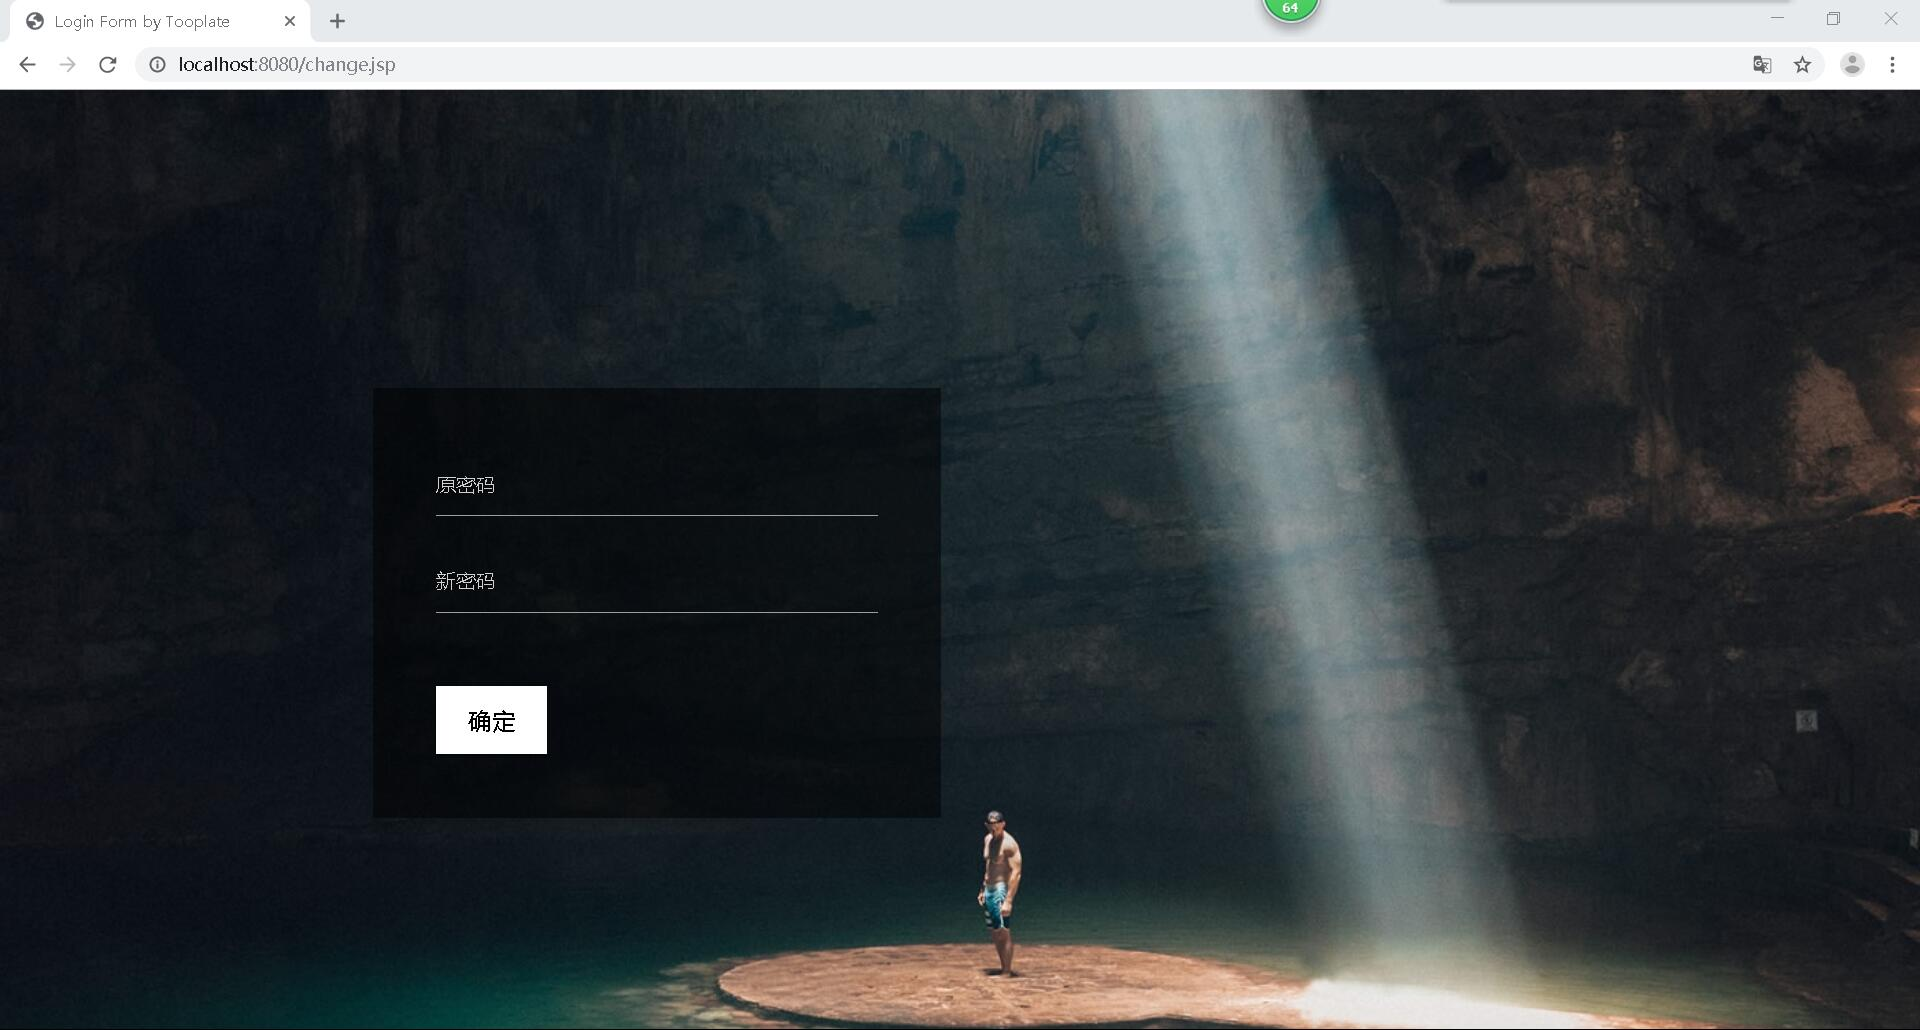 64
Login Form by Tooplate
localhost:8080/change.jsp
原密码
新密码
确定